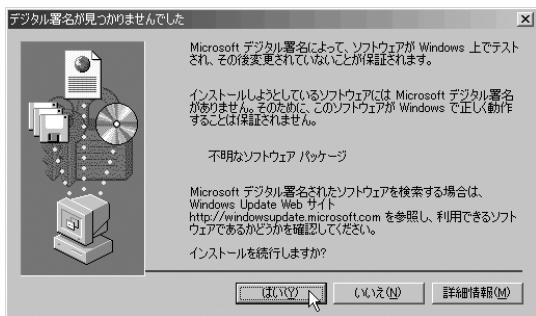 デジタル署名が見つかりませんでした
Microsoft デジタル署名によって、ソフトウェアが Windows 上でテスト
され、その後変更されていないことが保証されます。
インストールしようとしているソフトウェアには Microsoft デジタル署名
がありません。そのために、このソフトウェアが Windows で正しく動作
することは保証されません。
不明なソフトウェア パッケージ
Microsoft デジタル署名されたソフトウェアを検索する場合は、
Windows Update Web サイト
http://windowsupdate.microsoft.com を参照し、利用できるソフト
ウェアであるかどうかを確認してください。
インストールを続行しますか?
はい(Y) いいえ(N) 詳細情報(M)